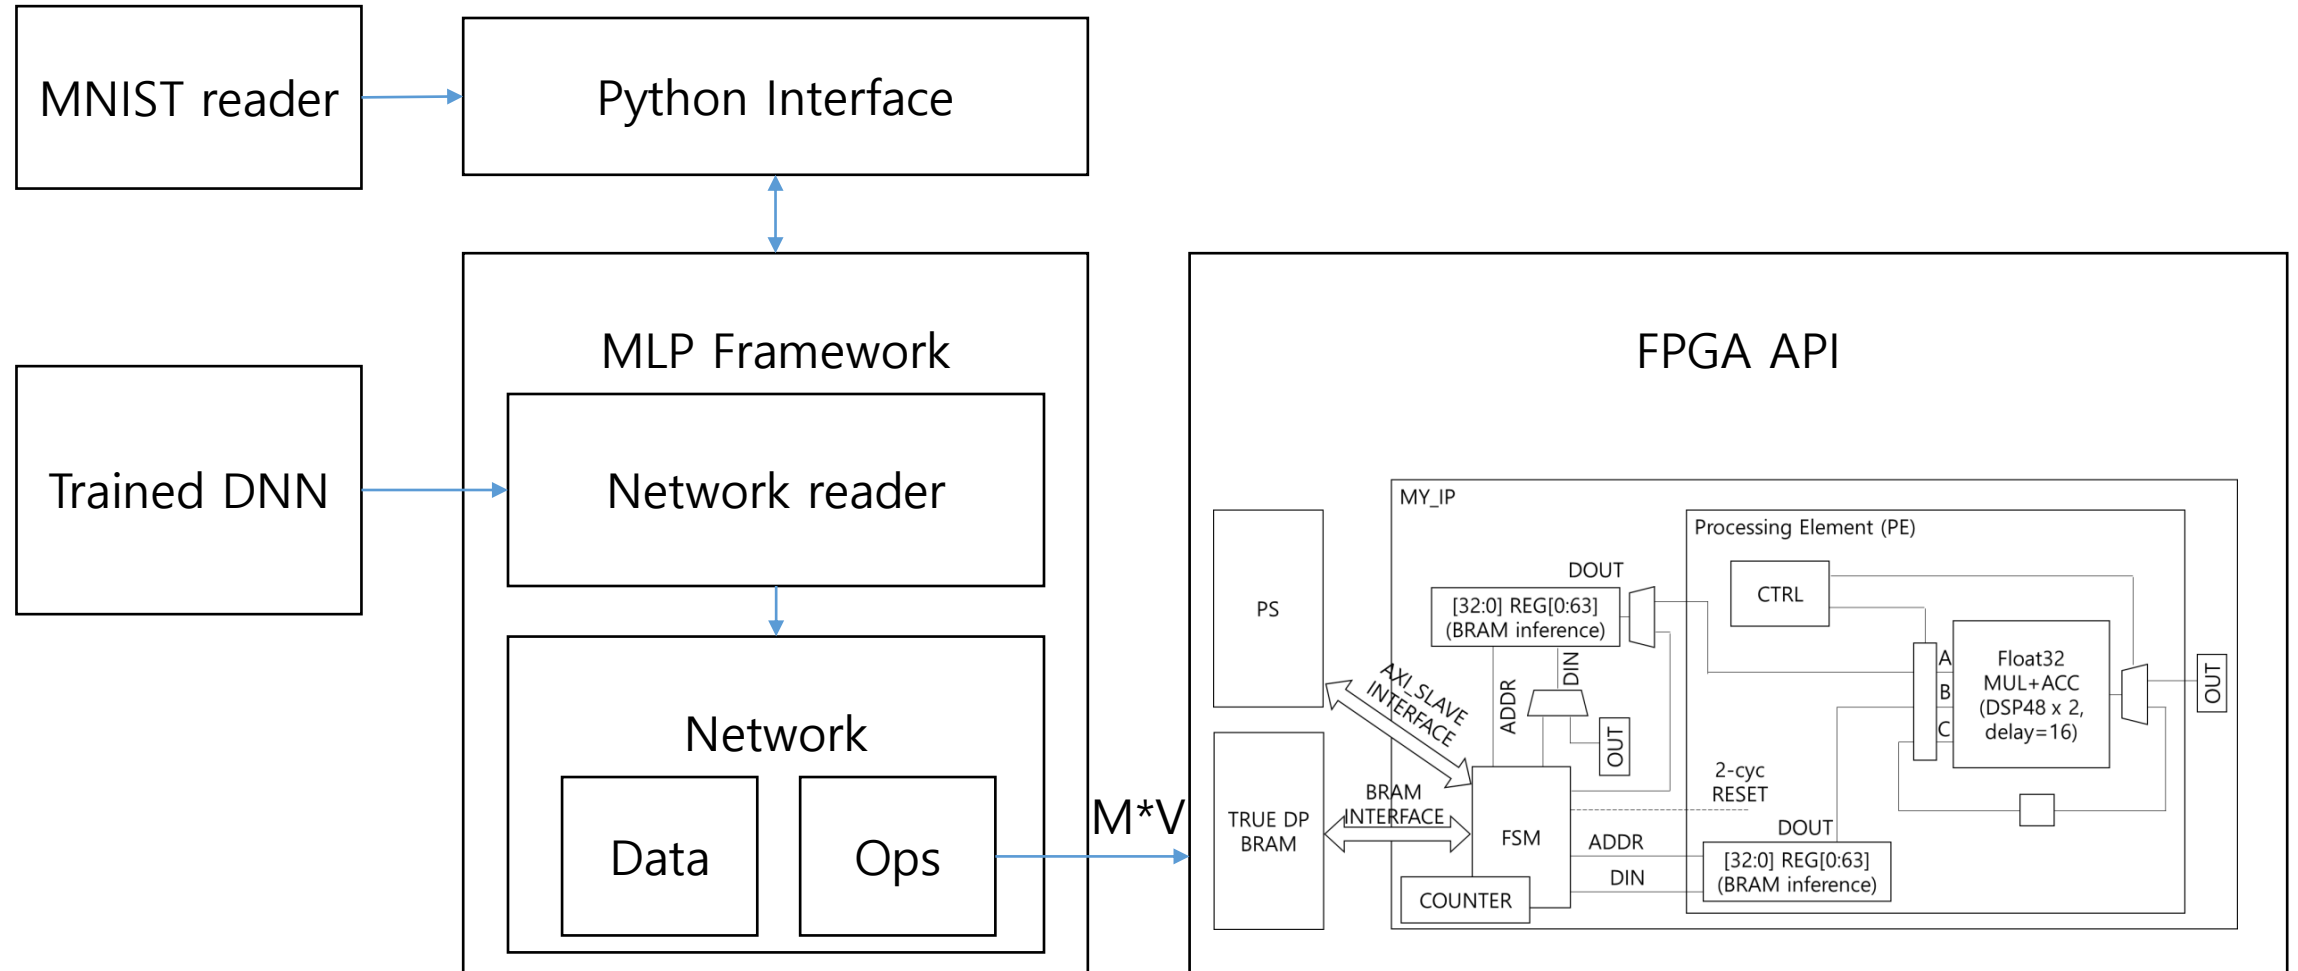 MNIST reader
Python Interface
MLP Framework
FPGA API
Trained DNN
Network reader
Network
Data
Ops
M*V
MY_IP
PS
TRUE DP
BRAM
AXI_SLAVE
INTERFACE
BRAM
INTERFACE
DOUT
[32:0] REG[0:63]
(BRAM inference)
ADDR
DIN
OUT
FSM
COUNTER
Processing Element (PE)
CTRL
A
B
C
Float32
MUL+ACC
(DSP48 x 2,
delay=16)
OUT
2-cyc
RESET
ADDR
DIN
DOUT
[32:0] REG[0:63]
(BRAM inference)